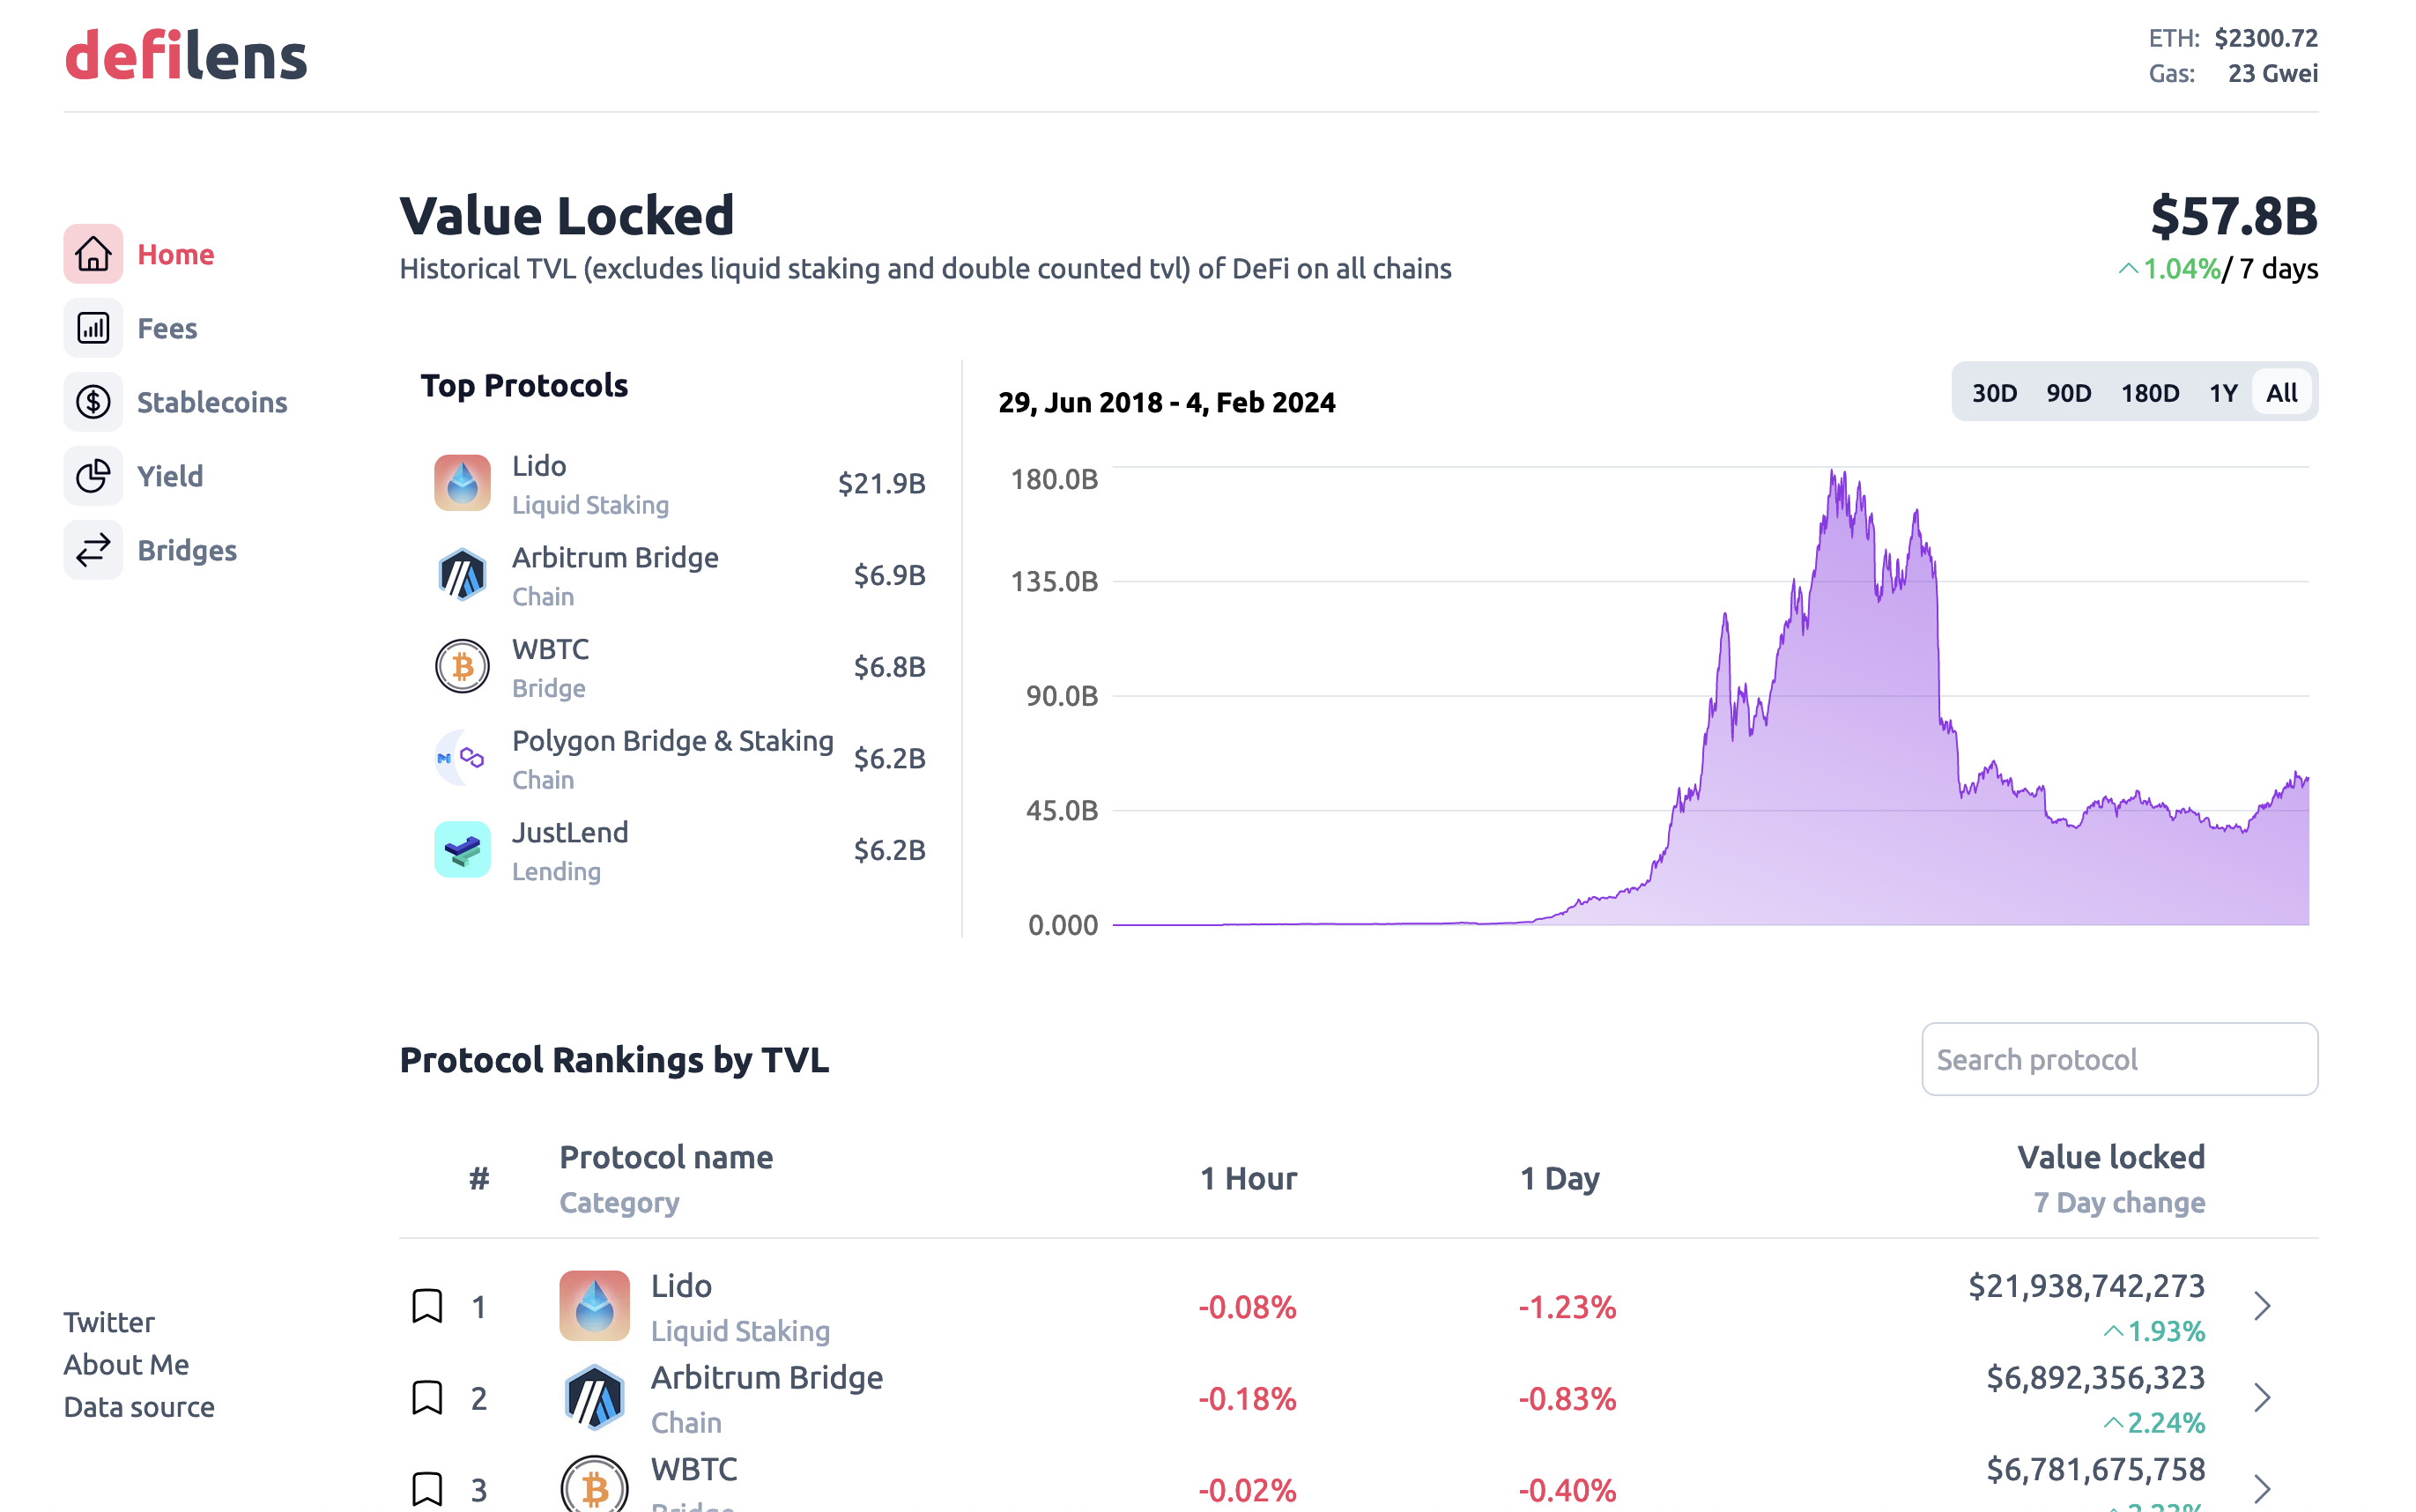 defilens
ETH: $2300.72
Gas: 23 Gwei
Home
Fees
Stablecoins
Yield
Bridges
Value Locked
Historical TVL (excludes liquid staking and double counted tvl) of DeFi on all chains
$57.8B
1.04%/ 7 days
Top Protocols
Lido
Liquid Staking
$21.9B
Arbitrum Bridge
Chain
$6.9B
WBTC
Bridge
$6.8B
Polygon Bridge & Staking
Chain
$6.2B
JustLend
Lending
$6.2B
29, Jun 2018 - 4, Feb 2024
30D 90D 180D 1Y All
180.0B
135.0B
90.0B
45.0B
0.000
Protocol Rankings by TVL
Search protocol
# Protocol name 1 Hour 1 Day Value locked
Category 7 Day change
1 Lido -0.08% -1.23% $21,938,742,273
Liquid Staking 1.93%
2 Arbitrum Bridge -0.18% -0.83% $6,892,356,323
Chain 2.24%
3 WBTC -0.02% -0.40% $6,781,675,758
Bridge
Twitter
About Me
Data source